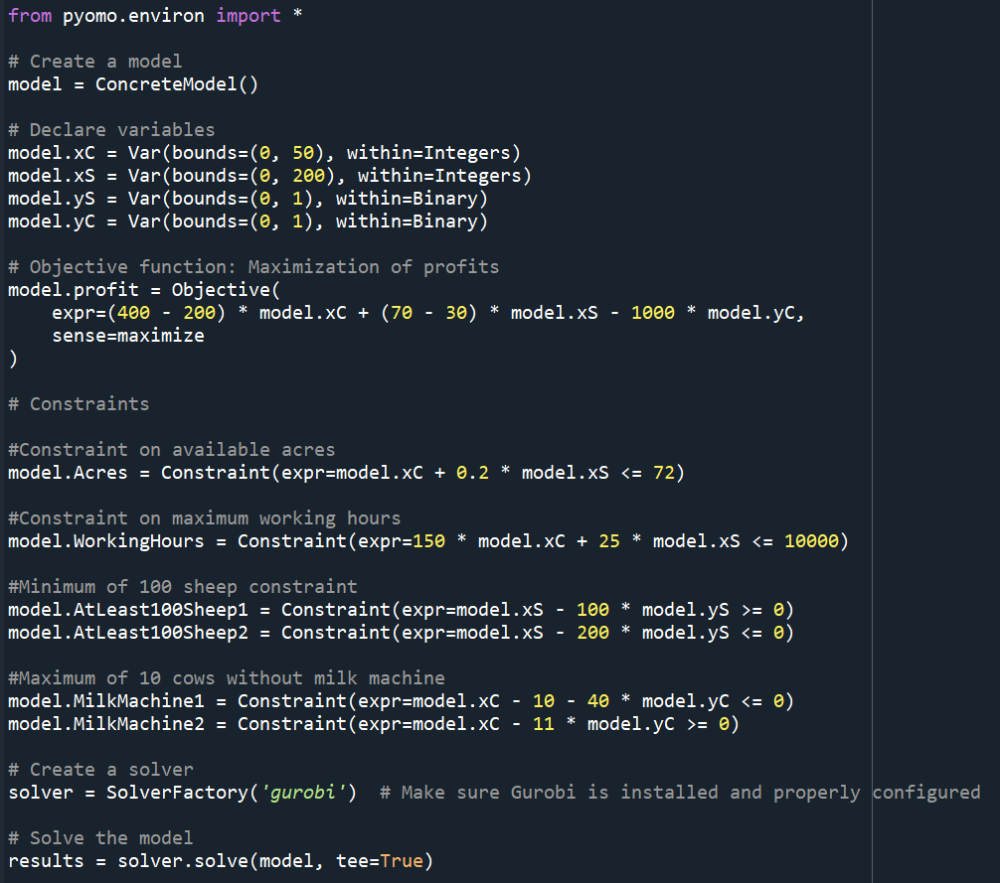 from pyomo.environ import *
# Create a model
model = ConcreteModel()
# Declare variables
model.xC = Var(bounds=(0, 50), within=Integers)
model.xS = Var(bounds=(0, 200), within=Integers)
model.yS = Var(bounds=(0, 1), within=Binary)
model.yC = Var(bounds=(0, 1), within=Binary)
# Objective function: Maximization of profits
model.profit = Objective(
    expr=(400 - 200) * model.xC + (70 - 30) * model.xS - 1000 * model.yC,
    sense=maximize
)
# Constraints
#Constraint on available acres
model.Acres = Constraint(expr=model.xC + 0.2 * model.xS <= 72)
#Constraint on maximum working hours
model.WorkingHours = Constraint(expr=150 * model.xC + 25 * model.xS <= 10000)
#Minimum of 100 sheep constraint
model.AtLeast100Sheep1 = Constraint(expr=model.xS - 100 * model.yS >= 0)
model.AtLeast100Sheep2 = Constraint(expr=model.xS - 200 * model.yS <= 0)
#Maximum of 10 cows without milk machine
model.MilkMachine1 = Constraint(expr=model.xC - 10 - 40 * model.yC <= 0)
model.MilkMachine2 = Constraint(expr=model.xC - 11 * model.yC >= 0)
# Create a solver
solver = SolverFactory('gurobi')  # Make sure Gurobi is installed and properly configured
# Solve the model
results = solver.solve(model, tee=True)